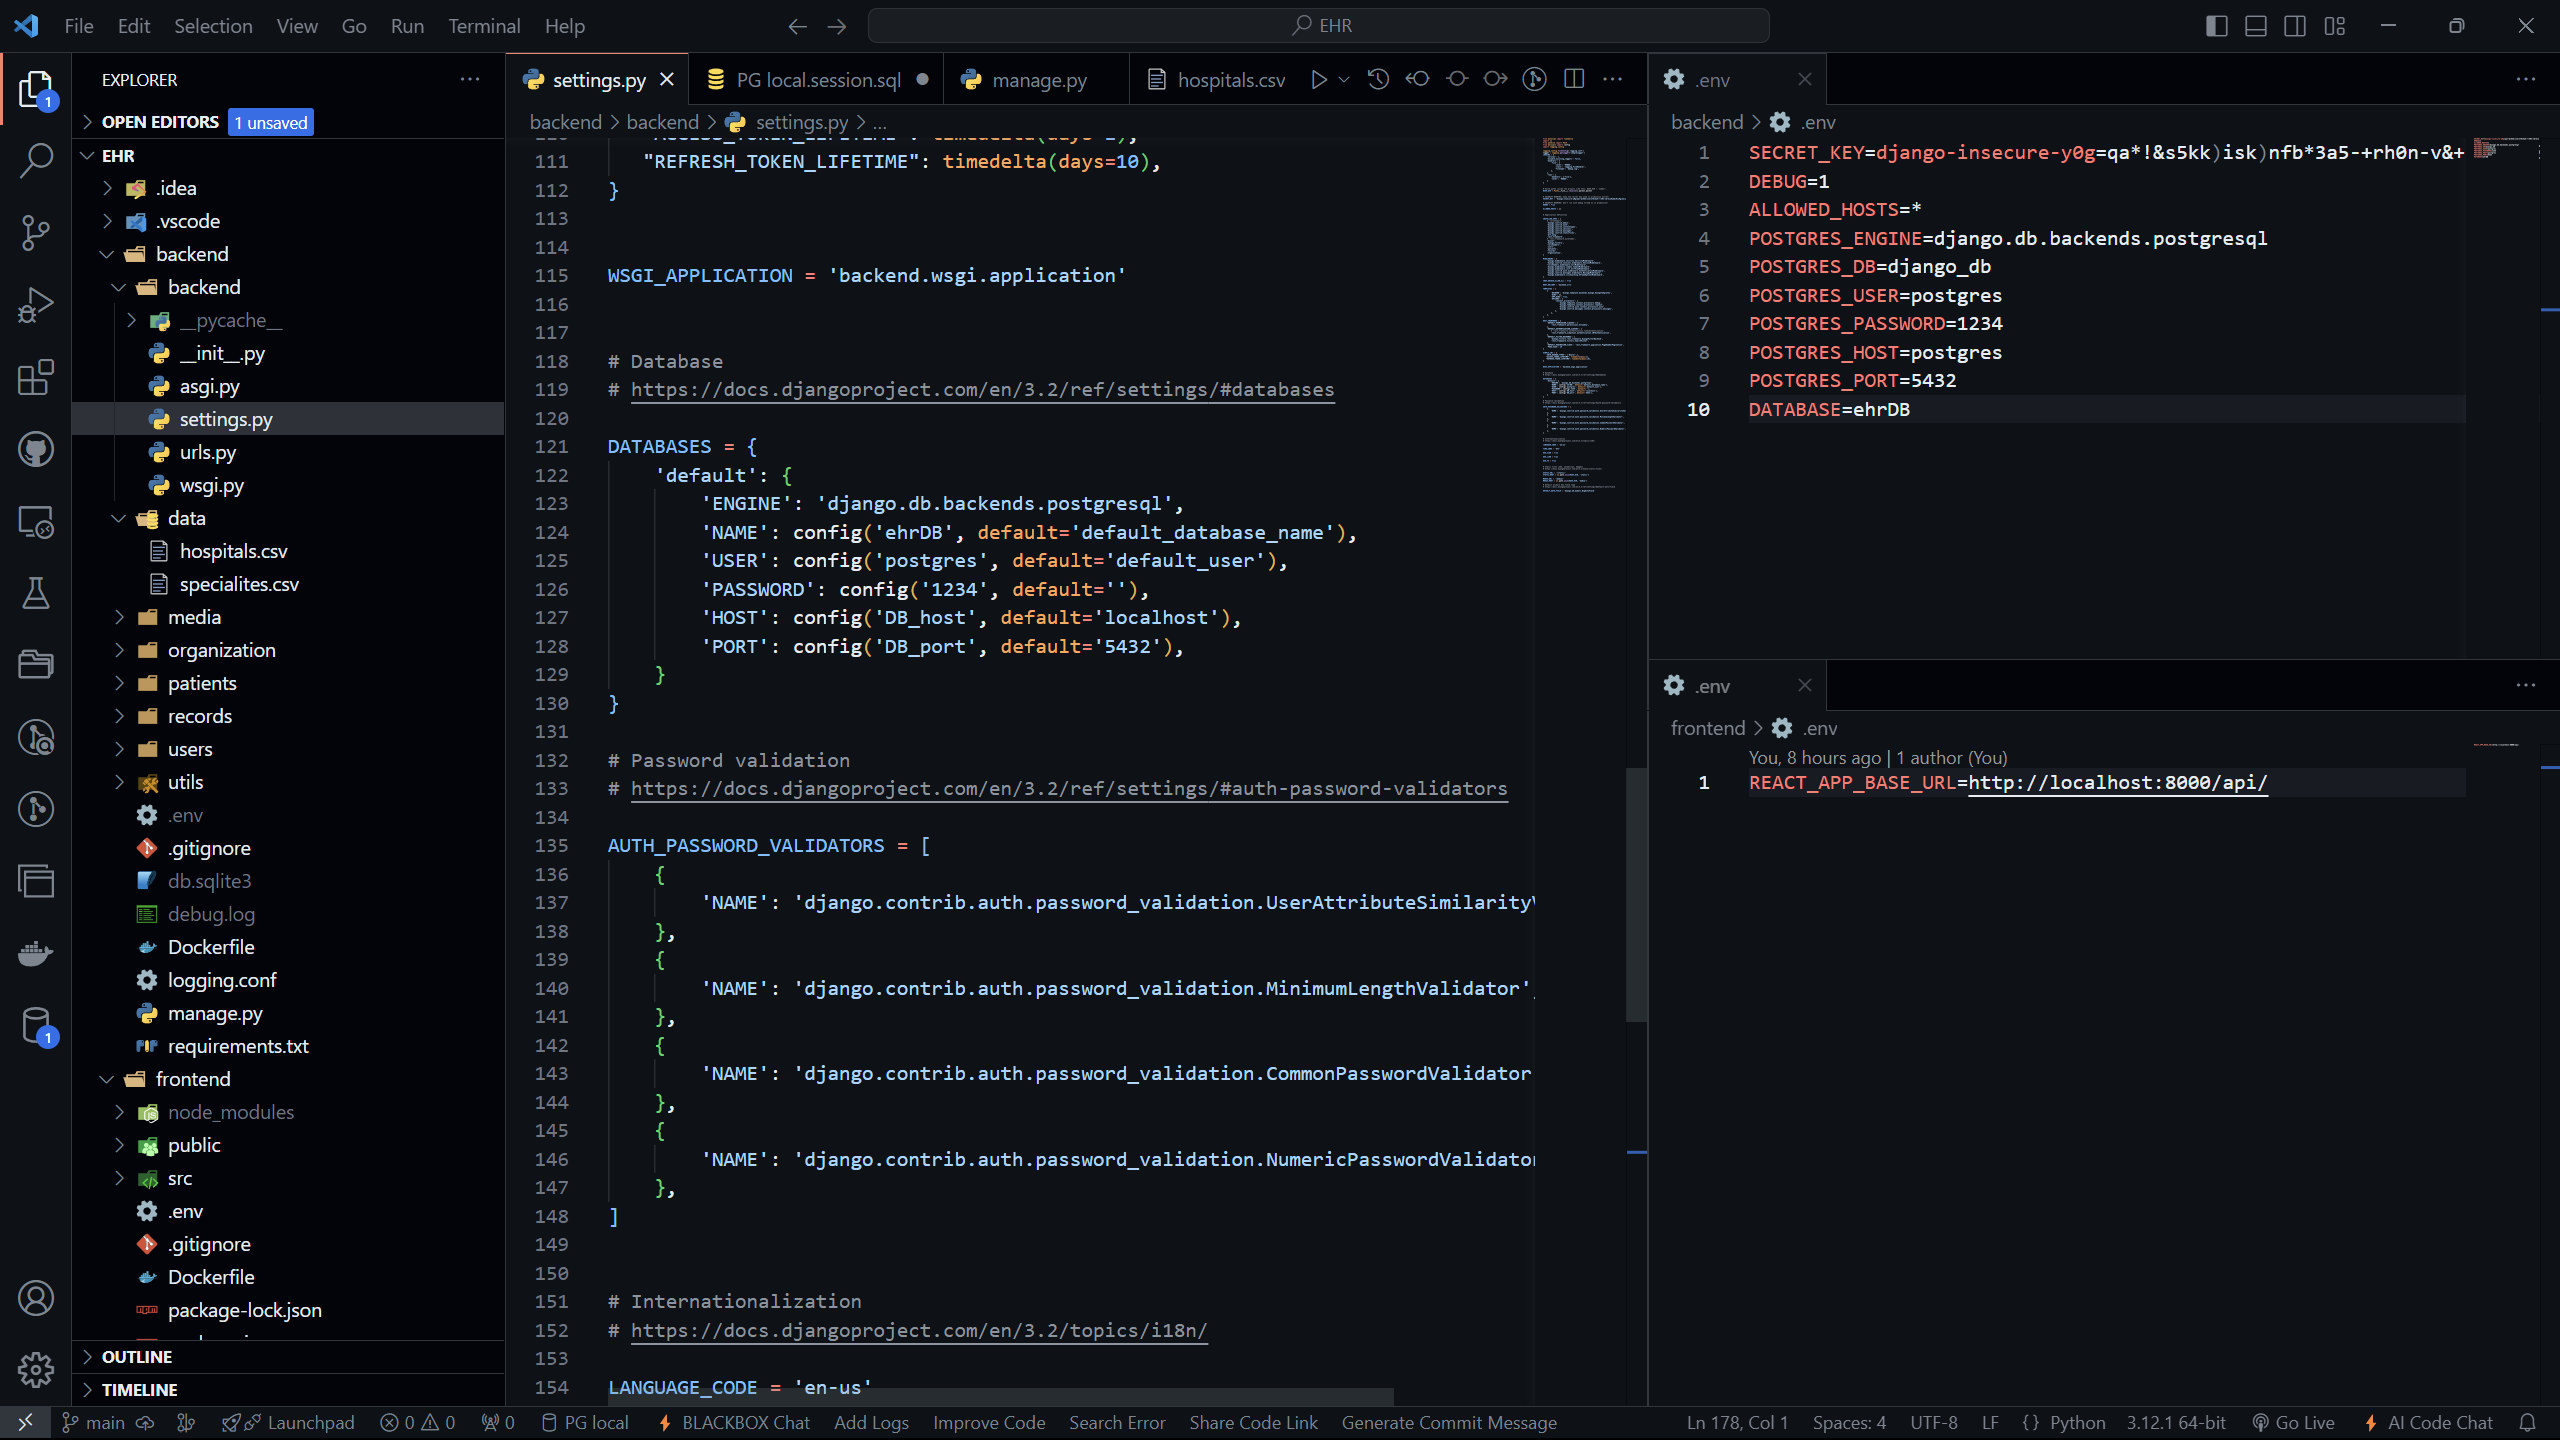 File Edit Selection View Go Run Terminal Help
EHR
EXPLORER
OPEN EDITORS 1 unsaved
EHR
.idea
.vscode
backend
backend
__pycache__
__init__.py
asgi.py
settings.py
urls.py
wsgi.py
data
hospitals.csv
specialites.csv
media
organization
patients
records
users
utils
.env
.gitignore
db.sqlite3
debug.log
Dockerfile
logging.conf
manage.py
requirements.txt
frontend
node_modules
public
src
.env
.gitignore
Dockerfile
package-lock.json
OUTLINE
TIMELINE
1
1
settings.py PG local.session.sql manage.py hospitals.csv
backend > backend > settings.py > ...
111 "REFRESH_TOKEN_LIFETIME": timedelta(days=10),
112 }
113
114
115 WSGI_APPLICATION = 'backend.wsgi.application'
116
117
118 # Database
119 # https://docs.djangoproject.com/en/3.2/ref/settings/#databases
120
121 DATABASES = {
122 'default': {
123 'ENGINE': 'django.db.backends.postgresql',
124 'NAME': config('ehrDB', default='default_database_name'),
125 'USER': config('postgres', default='default_user'),
126 'PASSWORD': config('1234', default=''),
127 'HOST': config('DB_host', default='localhost'),
128 'PORT': config('DB_port', default='5432'),
129 }
130 }
131
132 # Password validation
133 # https://docs.djangoproject.com/en/3.2/ref/settings/#auth-password-validators
134
135 AUTH_PASSWORD_VALIDATORS = [
136 {
137 'NAME': 'django.contrib.auth.password_validation.UserAttributeSimilarity
138 },
139 {
140 'NAME': 'django.contrib.auth.password_validation.MinimumLengthValidator',
141 },
142 {
143 'NAME': 'django.contrib.auth.password_validation.CommonPasswordValidator
144 },
145 {
146 'NAME': 'django.contrib.auth.password_validation.NumericPasswordValidator
147 },
148 ]
149
150
151 # Internationalization
152 # https://docs.djangoproject.com/en/3.2/topics/i18n/
153
154 LANGUAGE_CODE = 'en-us'
.env
backend > .env
1 SECRET_KEY=django-insecure-y0g=qa*!&s5kk)isk)nfb*3a5-+rh0n-v&+
2 DEBUG=1
3 ALLOWED_HOSTS=*
4 POSTGRES_ENGINE=django.db.backends.postgresql
5 POSTGRES_DB=django_db
6 POSTGRES_USER=postgres
7 POSTGRES_PASSWORD=1234
8 POSTGRES_HOST=postgres
9 POSTGRES_PORT=5432
10 DATABASE=ehrDB
.env
frontend > .env
You, 8 hours ago | 1 author (You)
1 REACT_APP_BASE_URL=http://localhost:8000/api/
main Launchpad 0 0 0 PG local BLACKBOX Chat Add Logs Improve Code Search Error Share Code Link Generate Commit Message Ln 178, Col 1 Spaces: 4 UTF-8 LF {} Python 3.12.1 64-bit Go Live AI Code Chat